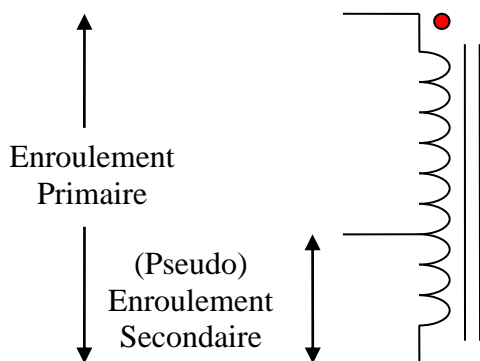 Enroulement
Primaire
(Pseudo)
Enroulement
Secondaire